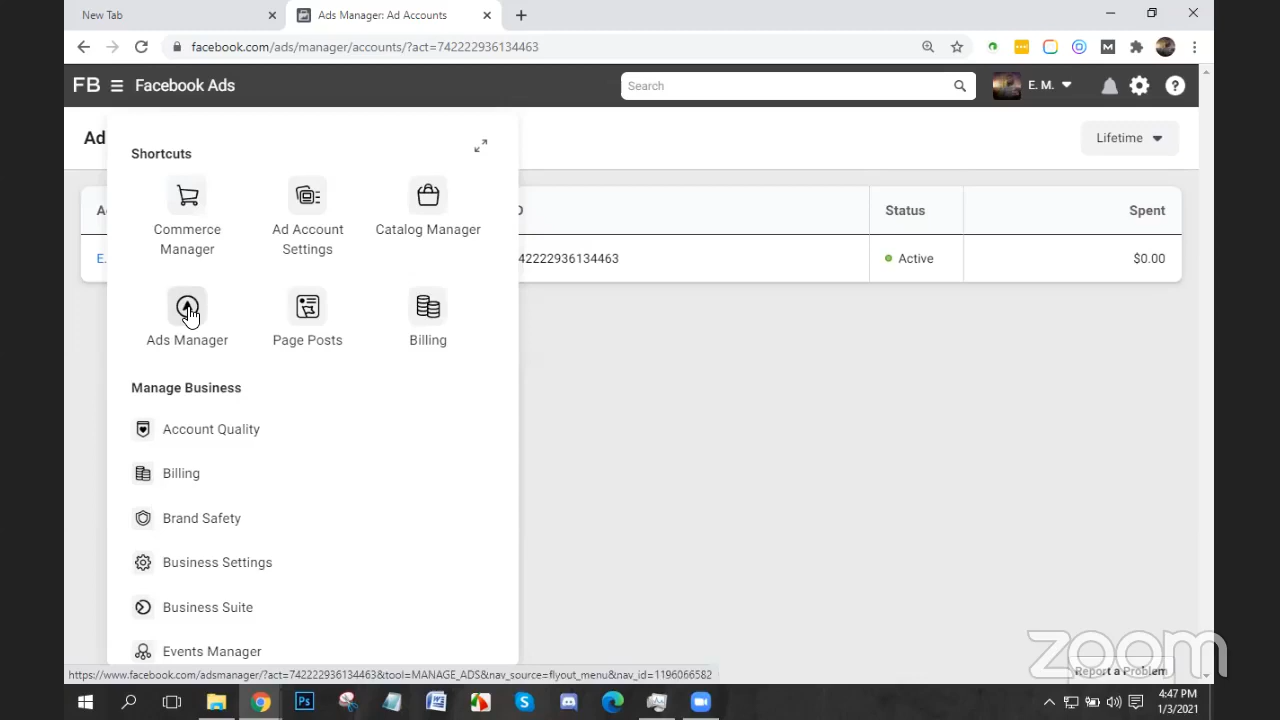 New Tab
Ads Manager: Ad Accounts
facebook.com/ads/manager/accounts/?act=742222936134463
FB Facebook Ads
Search
E. M.
Ad
Lifetime
Shortcuts
Commerce Manager
Ad Account Settings
Catalog Manager
Ads Manager
Page Posts
Billing
Status
Spent
E.
42222936134463
Active
$0.00
Manage Business
Account Quality
Billing
Brand Safety
Business Settings
Business Suite
Events Manager
https://www.facebook.com/adsmanager/?act=742222936134463&tool=MANAGE_ADS&nav_source=flyout_menu&nav_id=1196066582
Report a Problem
zoom
4:47 PM
1/3/2021